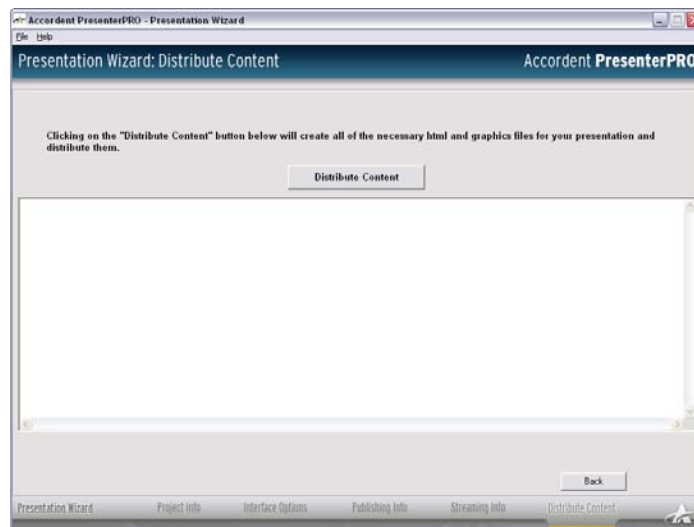 Accordent PresenterPRO - Presentation Wizard
File Help
Presentation Wizard: Distribute Content
Accordent PresenterPRO
Clicking on the "Distribute Content" button below will create all of the necessary html and graphics files for your presentation and
distribute them.
Distribute Content
Back
Presentation Wizard Project Info Interface Options Publishing Info Streaming Info Distribute Content